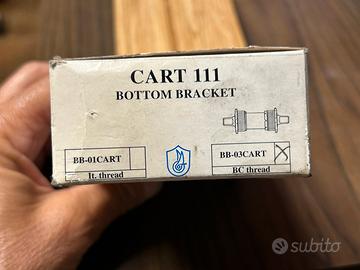 CART 111
BOTTOM BRACKET
BB-01CART
It. thread
BB-03CART
BC thread
subito